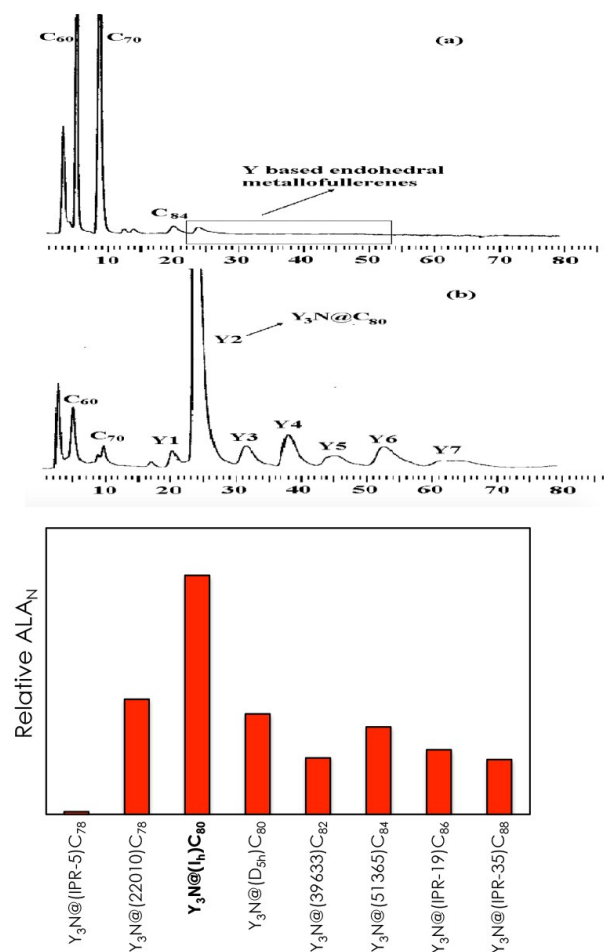 (a)
C₆₀ C₇₀
Y based endohedral
metallofullerenes
C₈₄
10 20 30 40 50 60 70 80
(b)
Y₃N@C₈₀
Y2
C₆₀
C₇₀ Y1 Y3 Y4 Y5 Y6 Y7
10 20 30 40 50 60 70 80
Relative ALA_N
Y₃N@(IPR-5)C₇₈
Y₃N@(22010)C₇₈
Y₃N@(I_h)C₈₀
Y₃N@(D₅ₕ)C₈₀
Y₃N@(39633)C₈₂
Y₃N@(51365)C₈₄
Y₃N@(IPR-19)C₈₆
Y₃N@(IPR-35)C₈₈